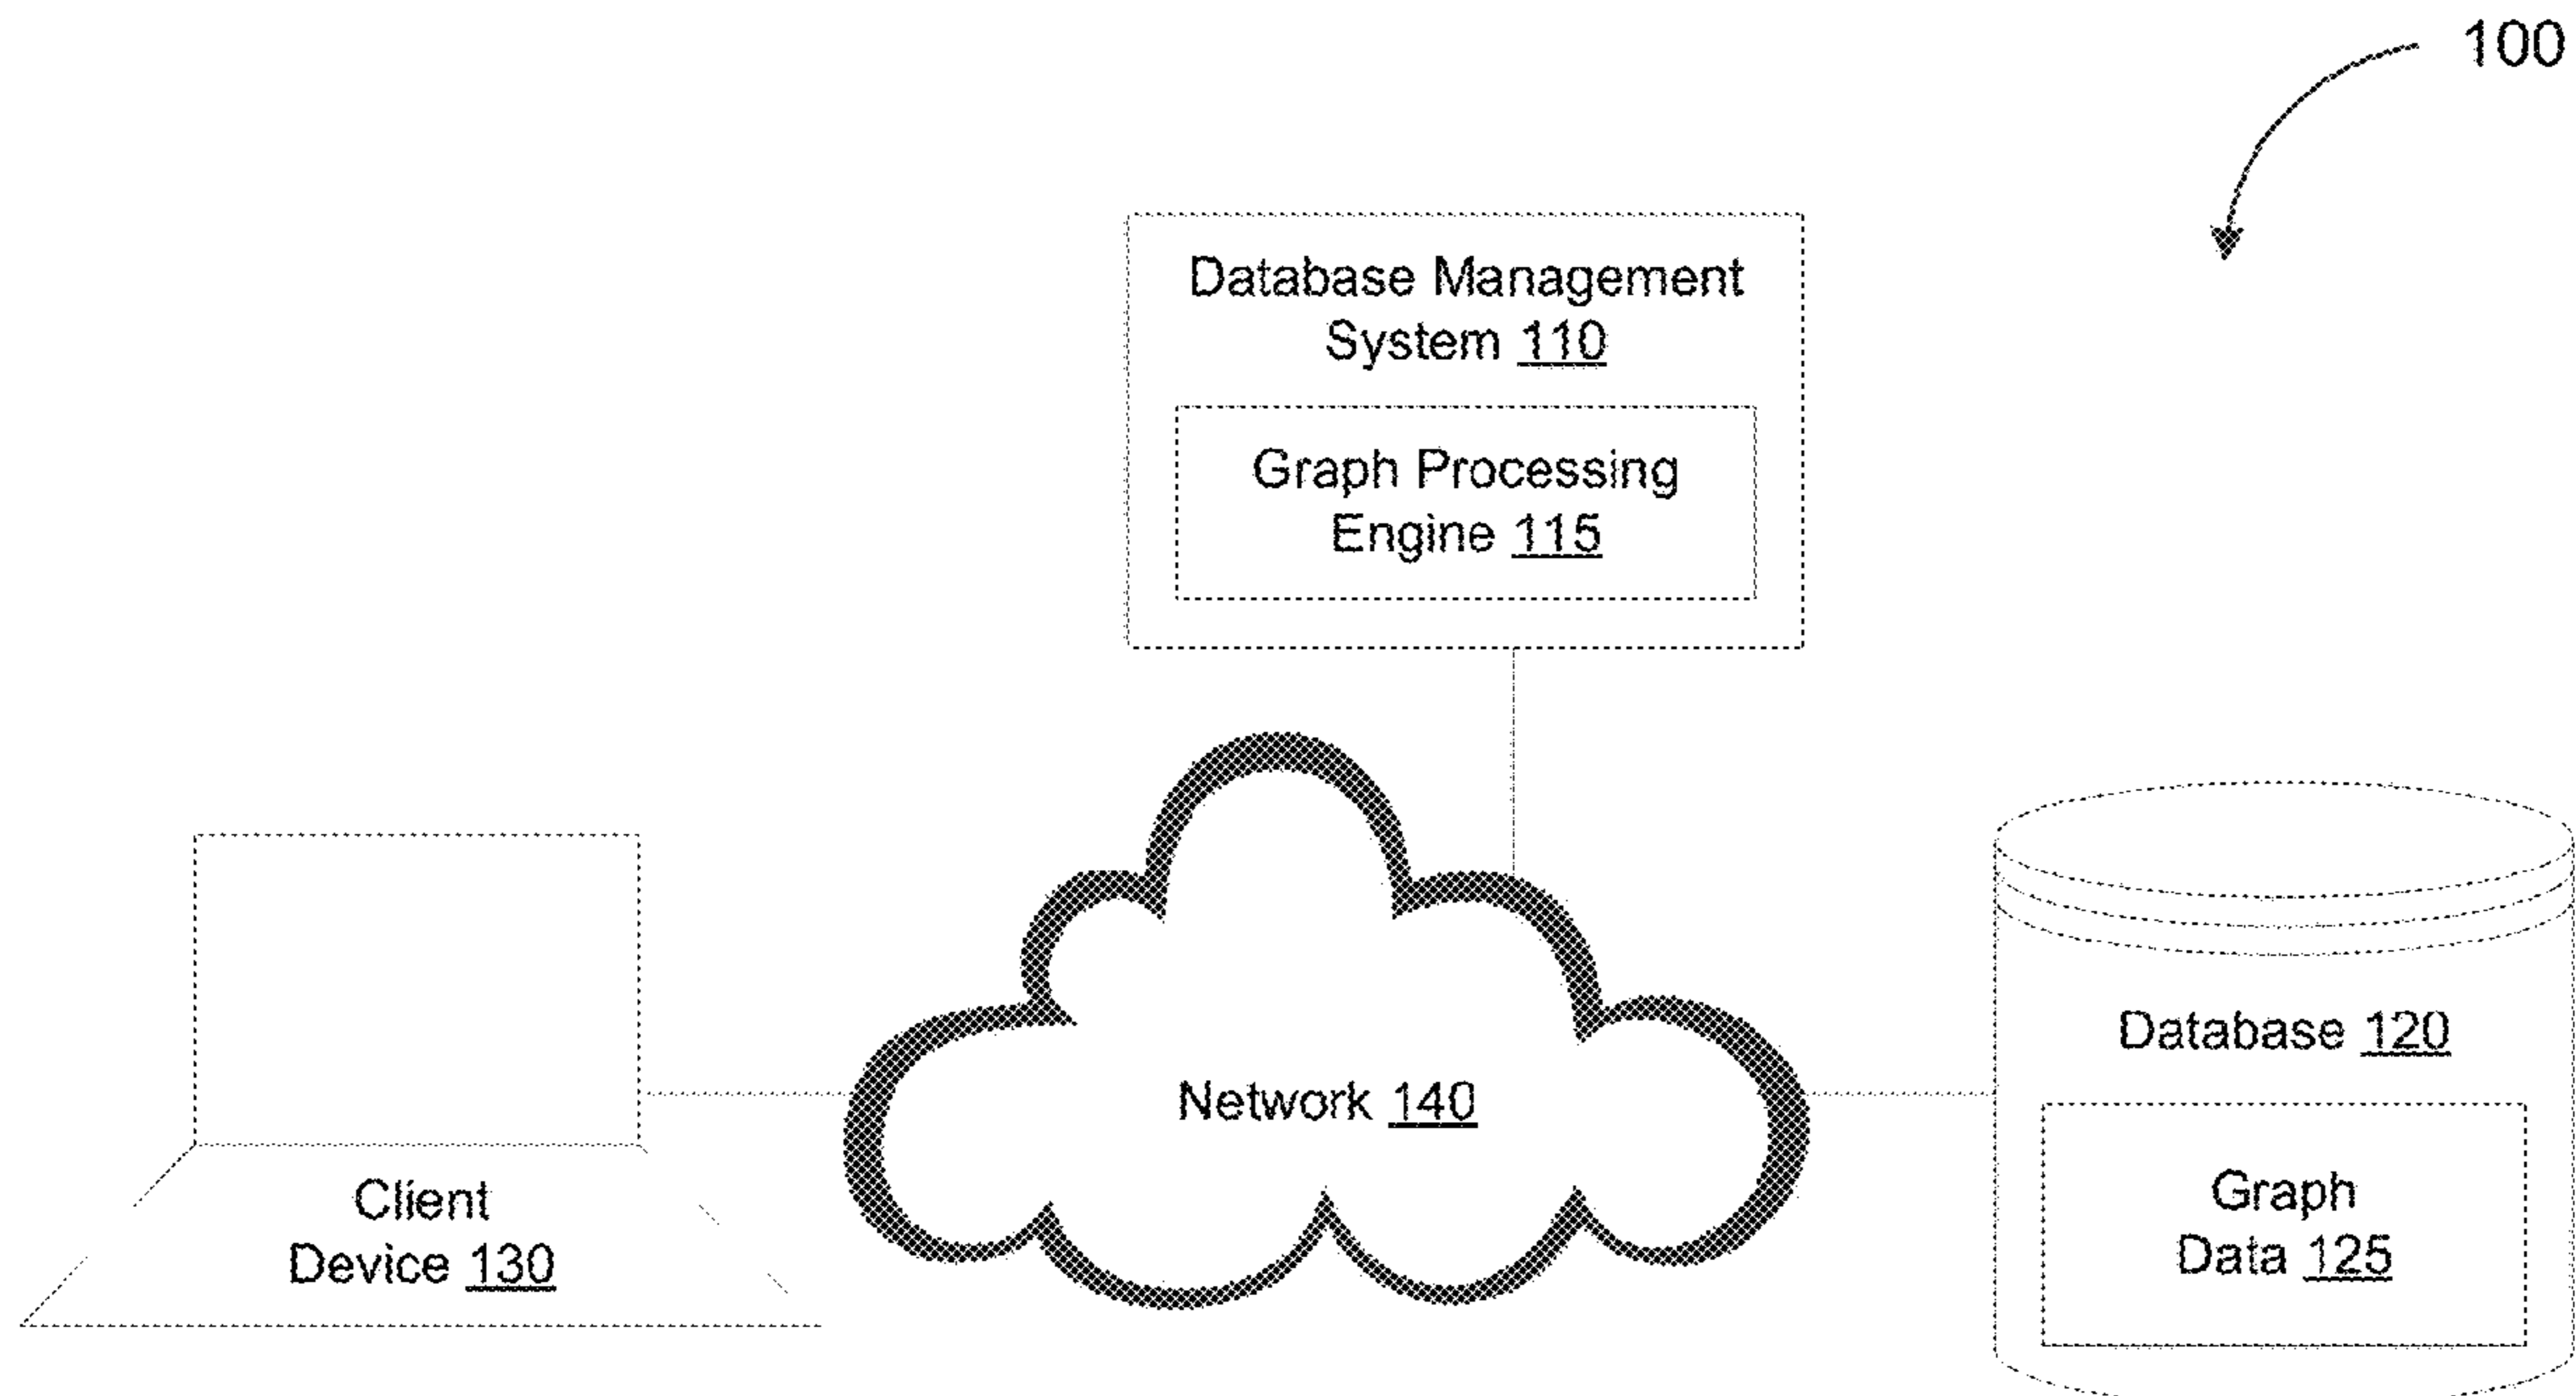 100
Database Management
System 110
Graph Processing
Engine 115
Network 140
Client
Device 130
Database 120
Graph
Data 125